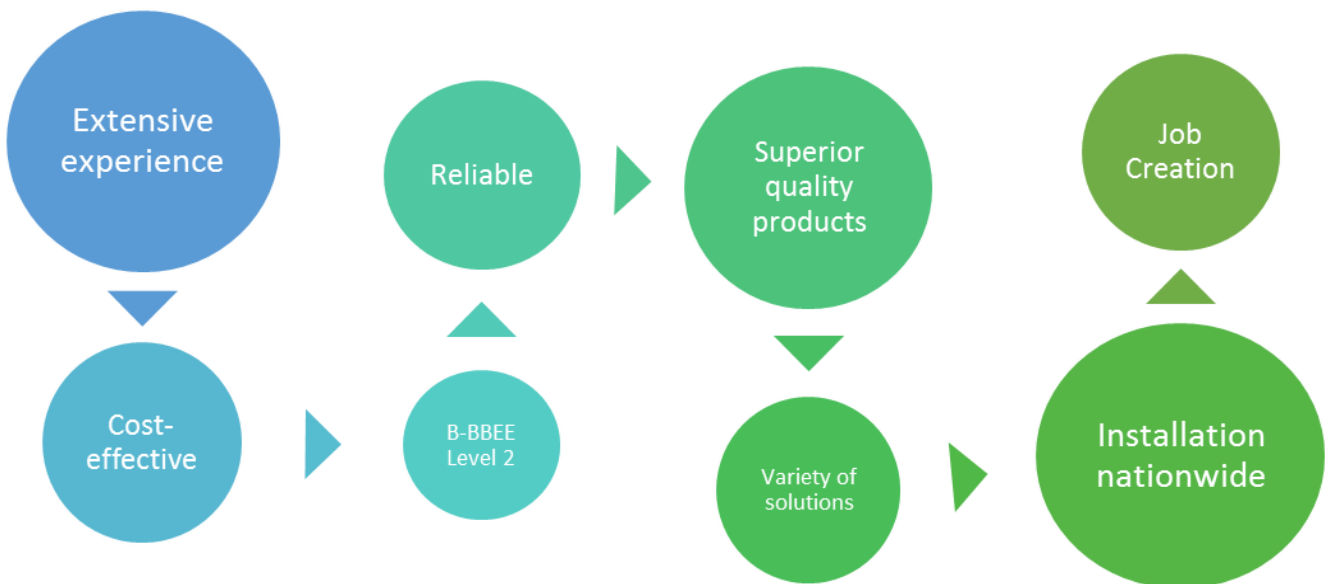 Extensive
experience
Cost-
effective
B-BBEE
Level 2
Reliable
Superior
quality
products
Variety of
solutions
Installation
nationwide
Job
Creation